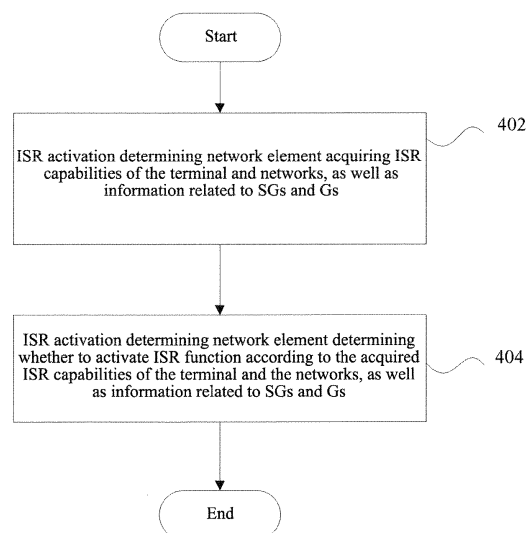 Start
402
ISR activation determining network element acquiring ISR
capabilities of the terminal and networks, as well as
information related to SGs and Gs
ISR activation determining network element determining
whether to activate ISR function according to the acquired
ISR capabilities of the terminal and the networks, as well
as information related to SGs and Gs
404
End